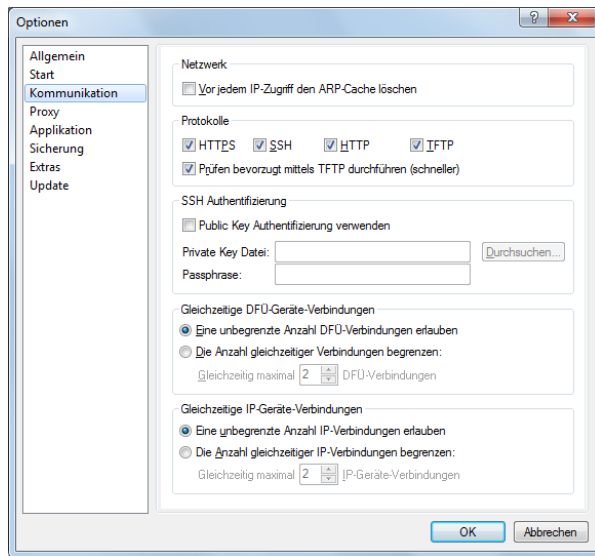 Optionen
Allgemein
Start
Kommunikation
Proxy
Applikation
Sicherung
Extras
Update
Netzwerk
Vor jedem IP-Zugriff den ARP-Cache löschen
Protokolle
HTTPS SSH HTTP TFTP
Prüfen bevorzugt mittels TFTP durchführen (schneller)
SSH Authentifizierung
Public Key Authentifizierung verwenden
Private Key Datei: Durchsuchen...
Passphrase:
Gleichzeitige DFÜ-Geräte-Verbindungen
Eine unbegrenzte Anzahl DFÜ-Verbindungen erlauben
Die Anzahl gleichzeitiger Verbindungen begrenzen:
Gleichzeitig maximal 2 DFÜ-Verbindungen
Gleichzeitige IP-Geräte-Verbindungen
Eine unbegrenzte Anzahl IP-Verbindungen erlauben
Die Anzahl gleichzeitiger IP-Verbindungen begrenzen:
Gleichzeitig maximal 2 IP-Geräte-Verbindungen
OK Abbrechen